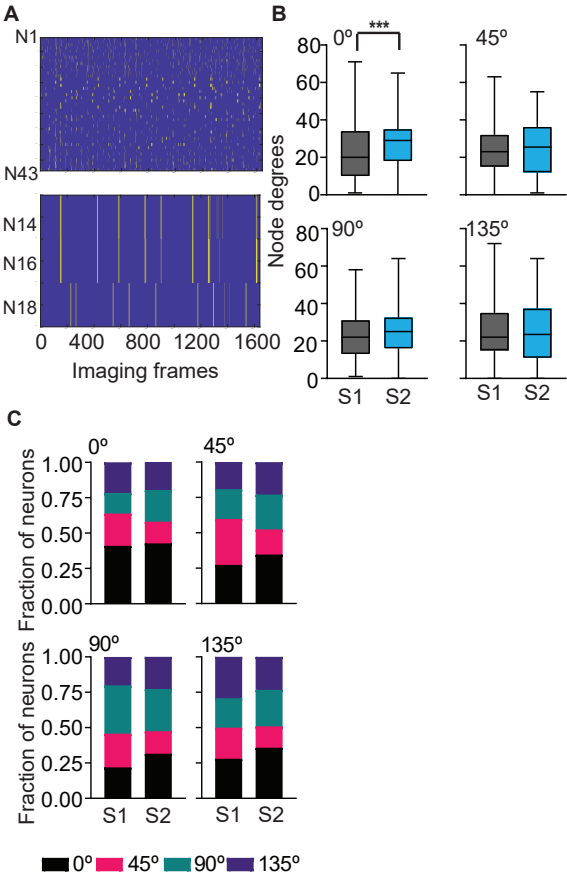 A
N1
N43
N14
N16
N18
0 400 800 1200 1600
Imaging frames
B
Node degrees
0º
***
80
60
40
20
0
45º
90º
80
60
40
20
0
S1 S2
135º
S1 S2
C
Fraction of neurons
0º
1.00
0.75
0.50
0.25
0.00
45º
Fraction of neurons
90º
1.00
0.75
0.50
0.25
0.00
S1 S2
135º
S1 S2
0º 45º 90º 135º